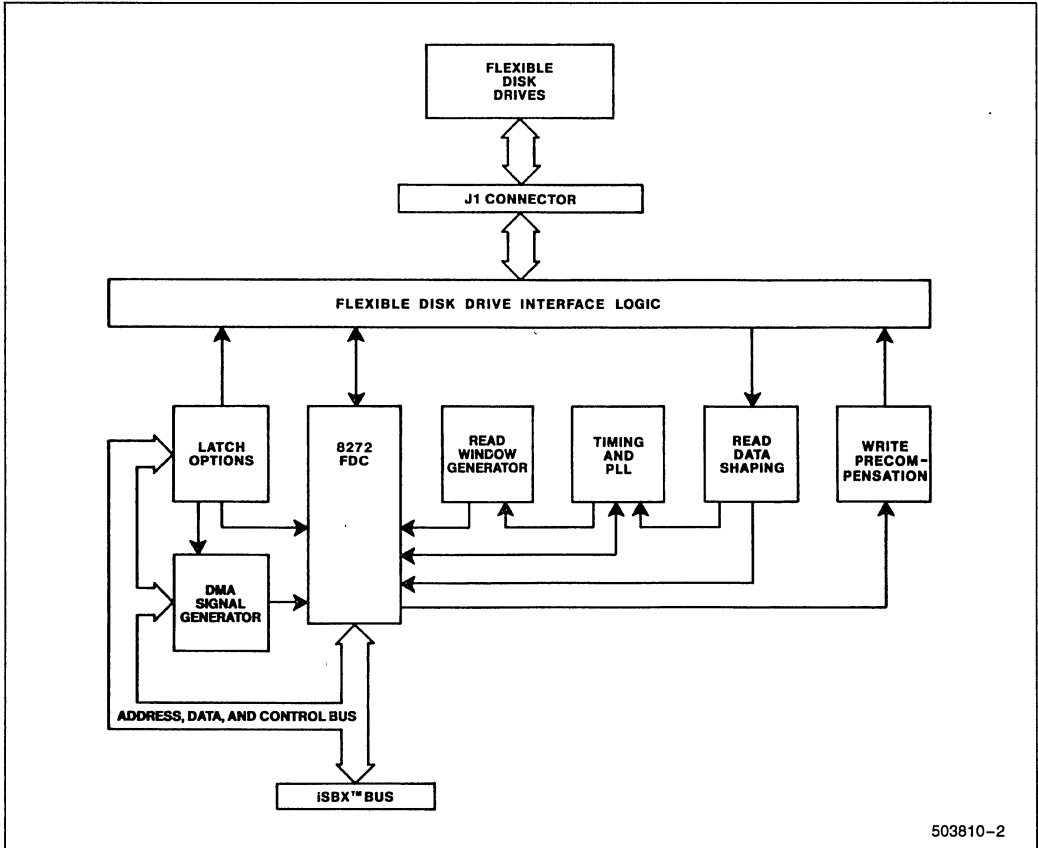 FLEXIBLE
DISK
DRIVES
J1 CONNECTOR
FLEXIBLE DISK DRIVE INTERFACE LOGIC
LATCH
OPTIONS
8272
FDC
READ
WINDOW
GENERATOR
TIMING
AND
PLL
READ
DATA
SHAPING
WRITE
PRECOM-
PENSATION
DMA
SIGNAL
GENERATOR
ADDRESS, DATA, AND CONTROL BUS
iSBX™ BUS
503810-2